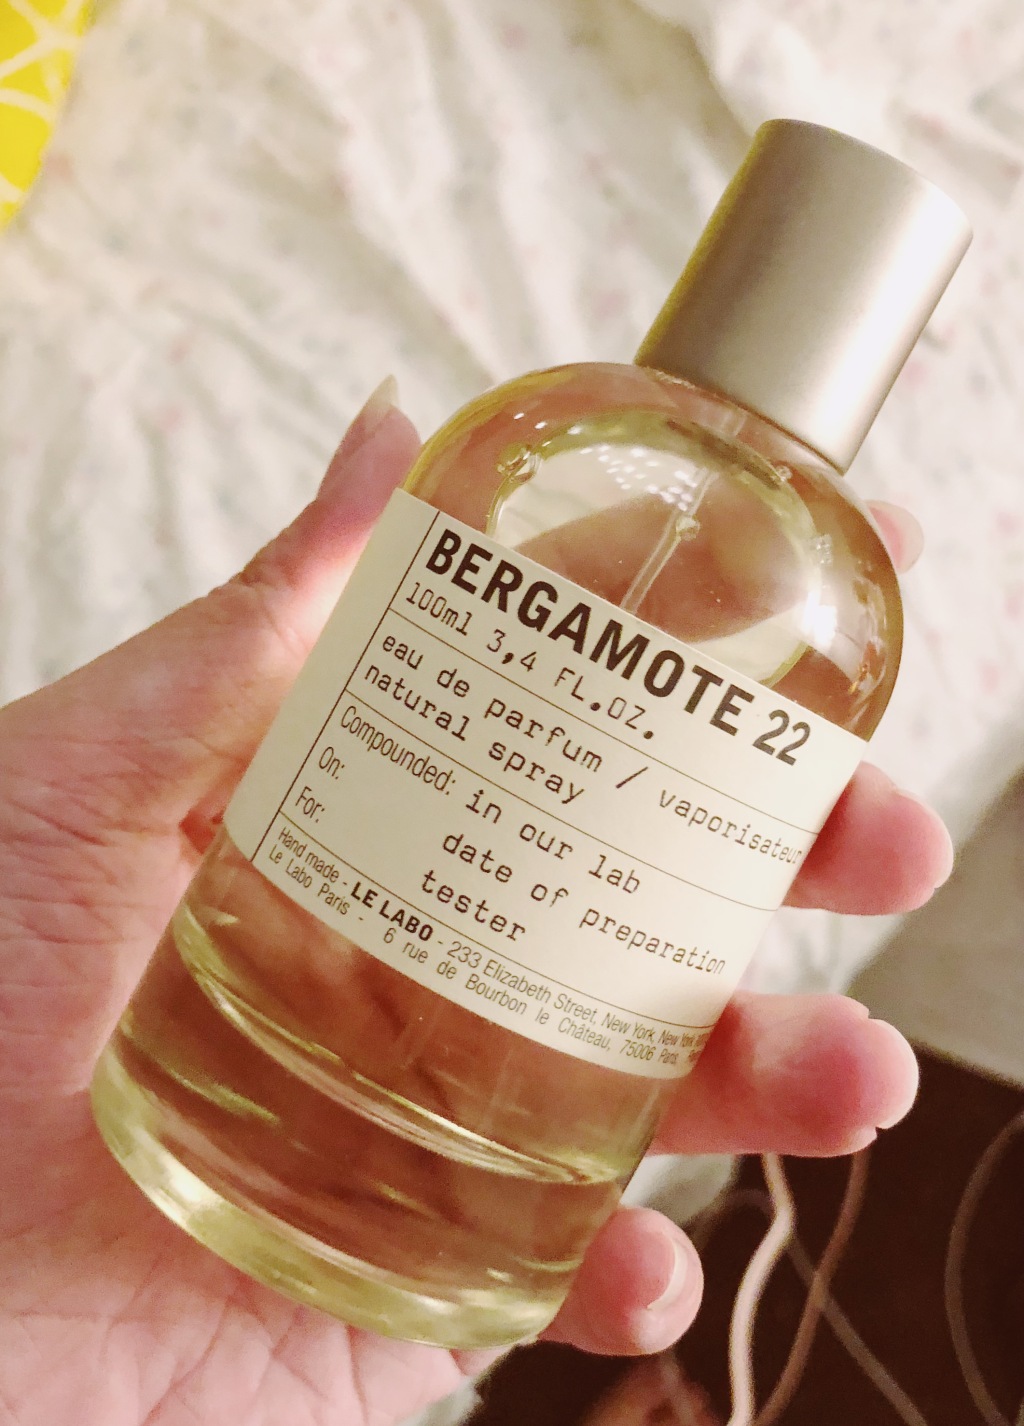 BERGAMOTE 22
100ml 3,4 FL.OZ.
eau de parfum / vaporisateur
natural spray
Compounded: in our lab
On: date of preparation
For: tester
Hand made - LE LABO - 233 Elizabeth Street, New York, New York
Le Labo Paris - 6 rue de Bourbon le Château, 75006 Paris,